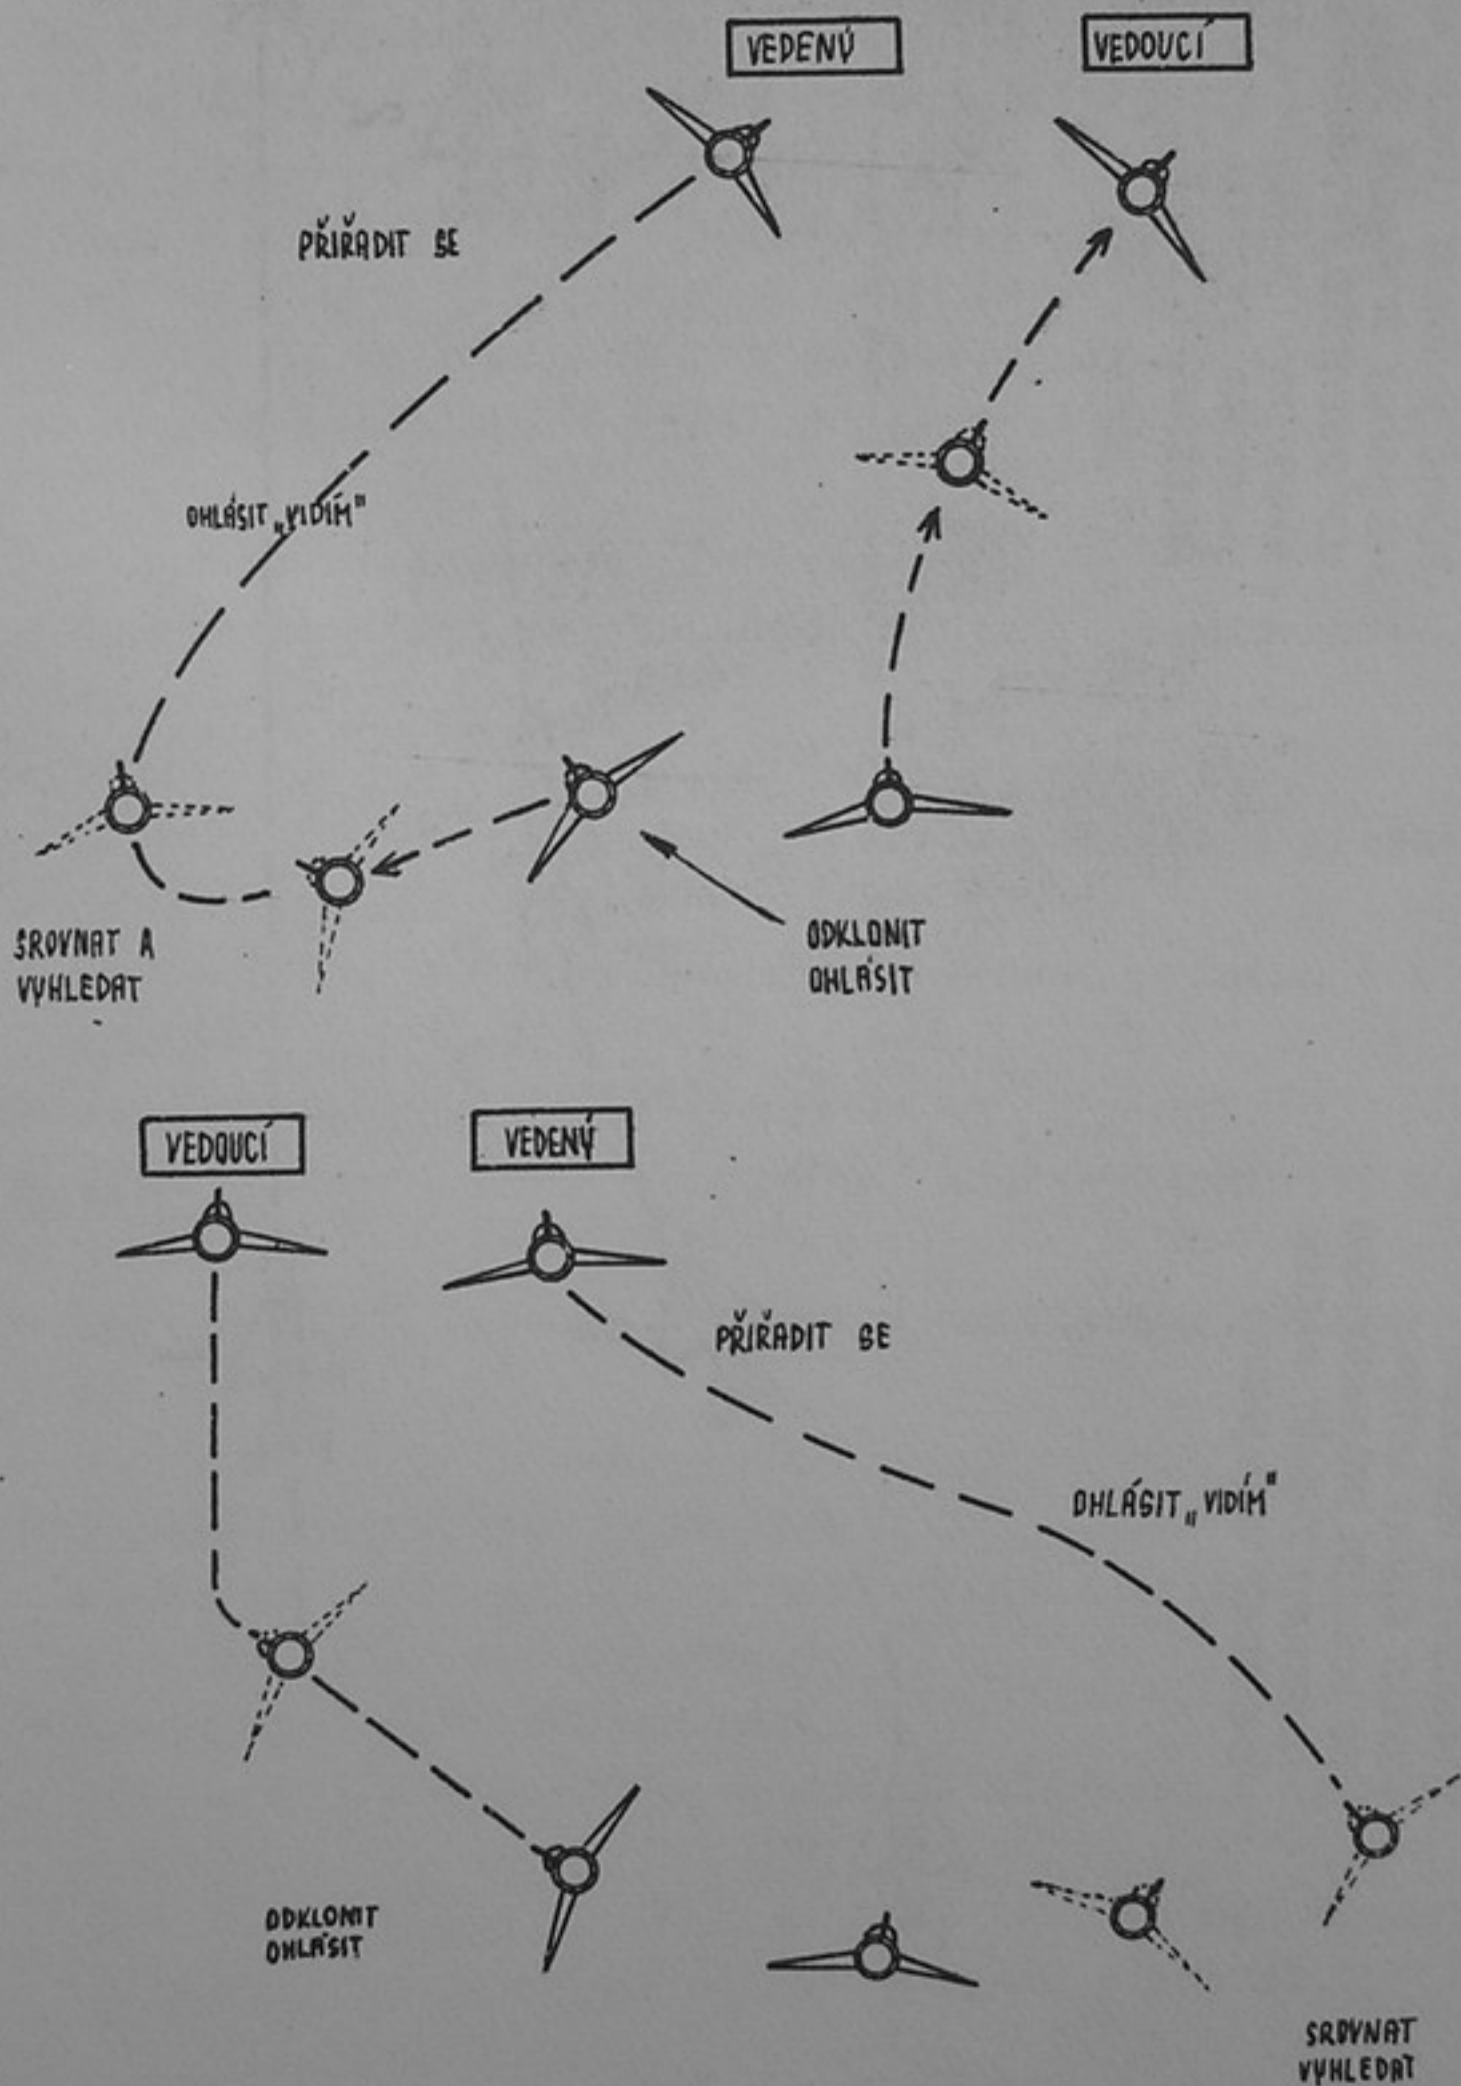 VEDENÝ
VEDOUCÍ
PŘIŘADIT SE
OHLÁSIT „VIDÍM"
SROVNAT A
VYHLEDAT
ODKLONIT
OHLÁSIT
VEDOUCÍ
VEDENÝ
PŘIŘADIT SE
OHLÁSIT „VIDÍM"
ODKLONIT
OHLÁSIT
SROVNAT
VYHLEDAT